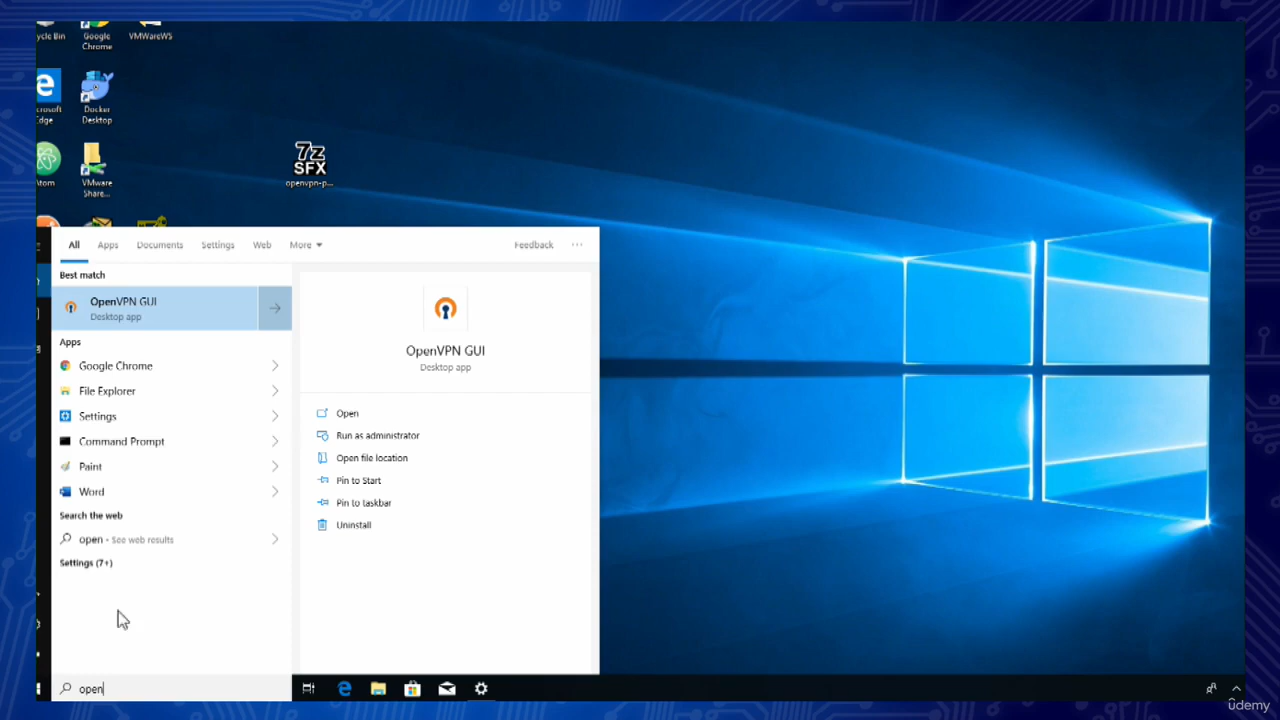 ycle Bin
Google
Chrome
VMWareWS
crosoft
Edge
Docker
Desktop
7z
SFX
openvpn-p...
Atom
VMware
Share...
All
Apps
Documents
Settings
Web
More
Feedback
...
Best match
OpenVPN GUI
Desktop app
Apps
Google Chrome
File Explorer
Settings
Command Prompt
Paint
Word
Search the web
open - See web results
Settings (7+)
OpenVPN GUI
Desktop app
Open
Run as administrator
Open file location
Pin to Start
Pin to taskbar
Uninstall
open
udemy